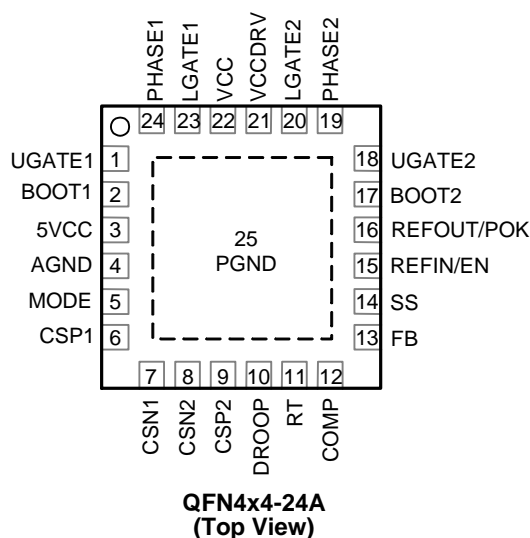 PHASE1
LGATE1
VCC
VCCDRV
LGATE2
PHASE2
24 23 22 21 20 19
UGATE1 1
BOOT1 2
5VCC 3
AGND 4
MODE 5
CSP1 6
25
PGND
18 UGATE2
17 BOOT2
16 REFOUT/POK
15 REFIN/EN
14 SS
13 FB
7 8 9 10 11 12
CSN1
CSN2
CSP2
DROOP
RT
COMP
QFN4x4-24A
(Top View)